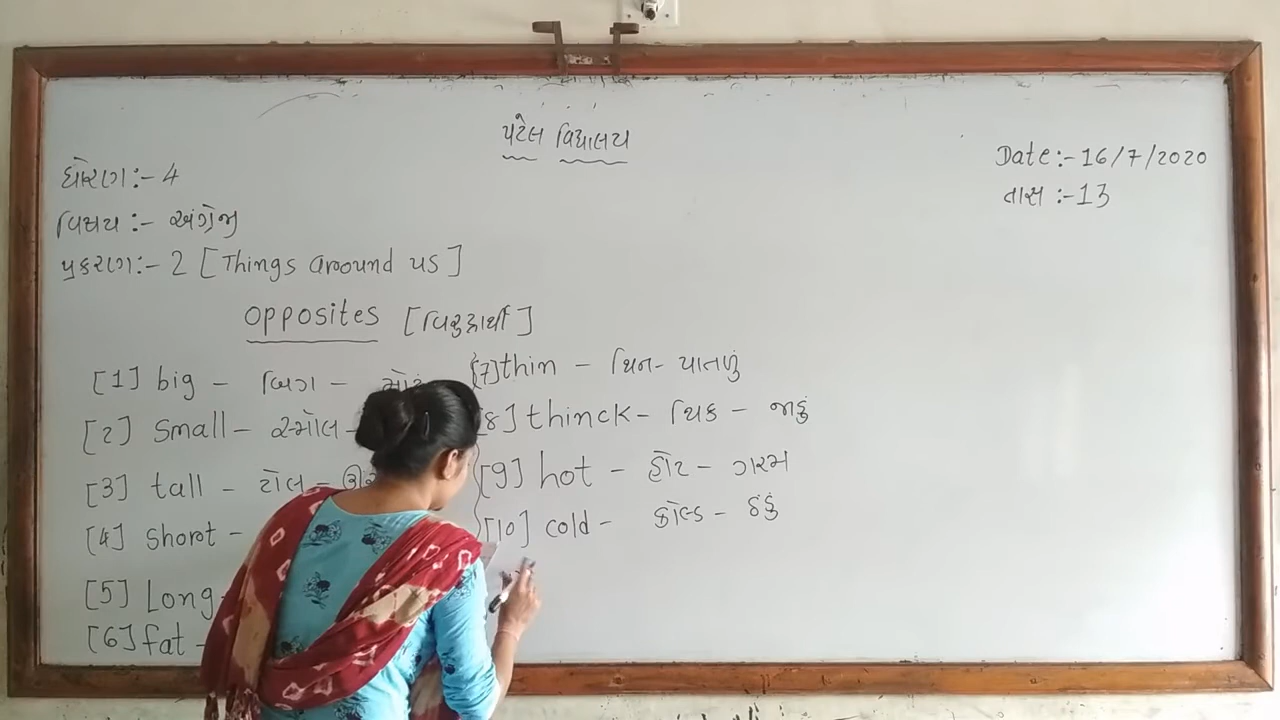 પટેલ વિદ્યાલય
Date :- 16/7/2020
ધોરણ :- 4
તાસ :- 13
વિષય :- અંગ્રેજી
પ્રકરણ :- 2 [Things around us]
opposites [વિરુદ્ધાર્થી]
[1] big - બિગ -
[2] small - સ્મોલ -
[3] tall - ટોલ -
[4] short -
[5] Long -
[6] fat -
[7] thin - થિન - પાતળું
[8] thinck - થિક - જાડું
[9] hot - હોટ - ગરમ
[10] cold - કોલ્ડ - ઠંડું